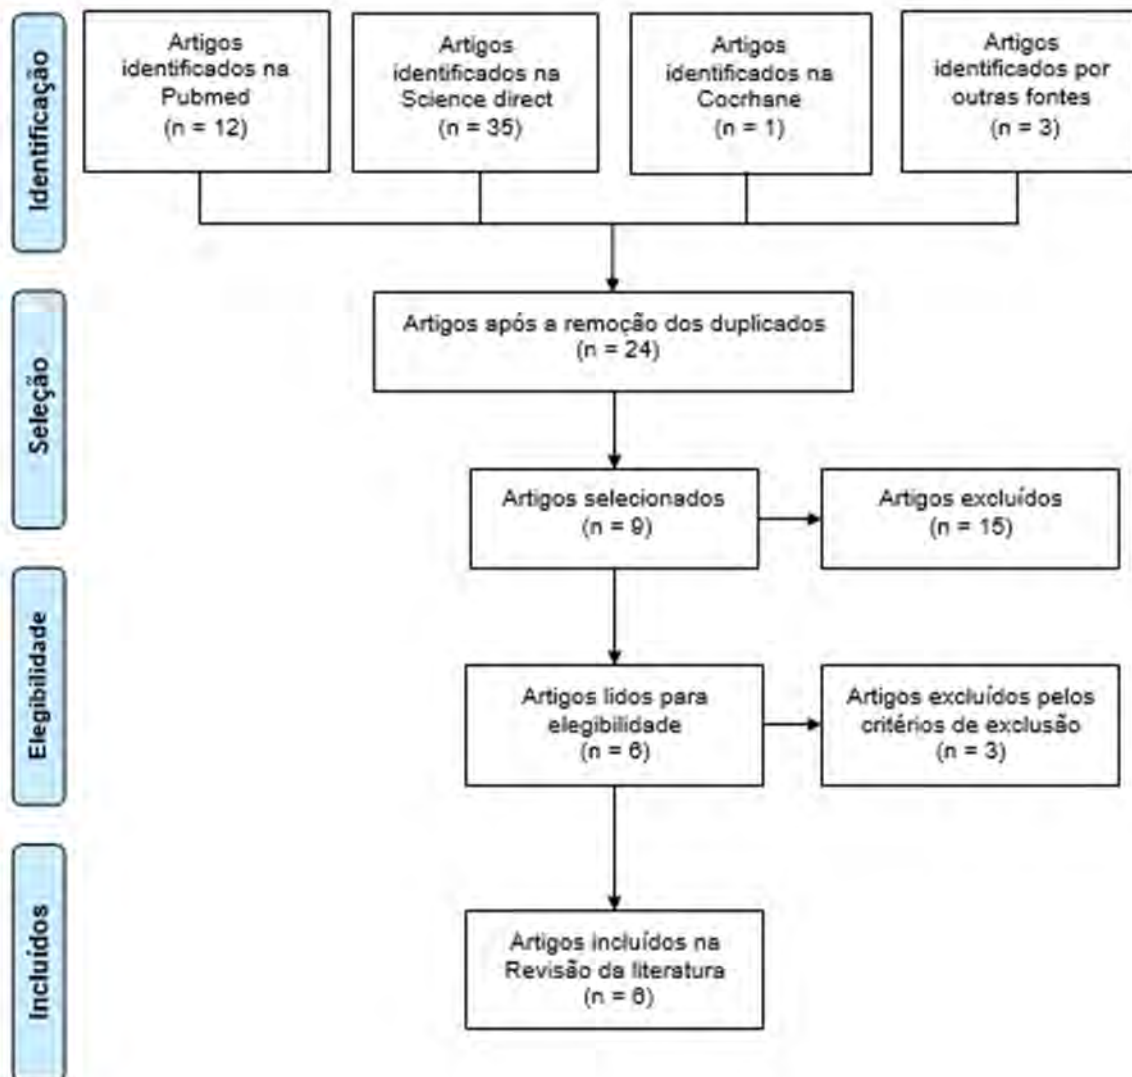 Identificação
Artigos
identificados na
Pubmed
(n = 12)
Artigos
identificados na
Science direct
(n = 35)
Artigos
identificados na
Cocrhane
(n = 1)
Artigos
identificados por
outras fontes
(n = 3)
Seleção
Artigos após a remoção dos duplicados
(n = 24)
Artigos selecionados
(n = 9)
Artigos excluídos
(n = 15)
Elegibilidade
Artigos lidos para
elegibilidade
(n = 6)
Artigos excluídos pelos
critérios de exclusão
(n = 3)
Incluídos
Artigos incluídos na
Revisão da literatura
(n = 6)